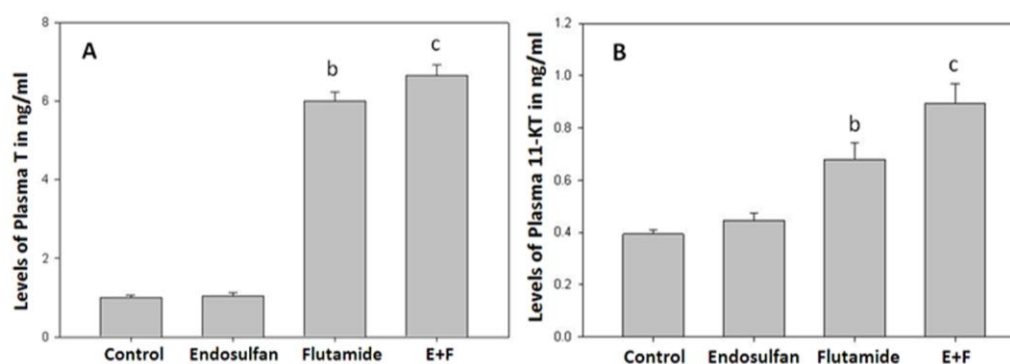 A
Levels of Plasma T in ng/ml
8
6
4
2
0
b
c
Control Endosulfan Flutamide E+F
B
Levels of Plasma 11-KT in ng/ml
1.2
1.0
0.8
0.6
0.4
0.2
0.0
b
c
Control Endosulfan Flutamide E+F